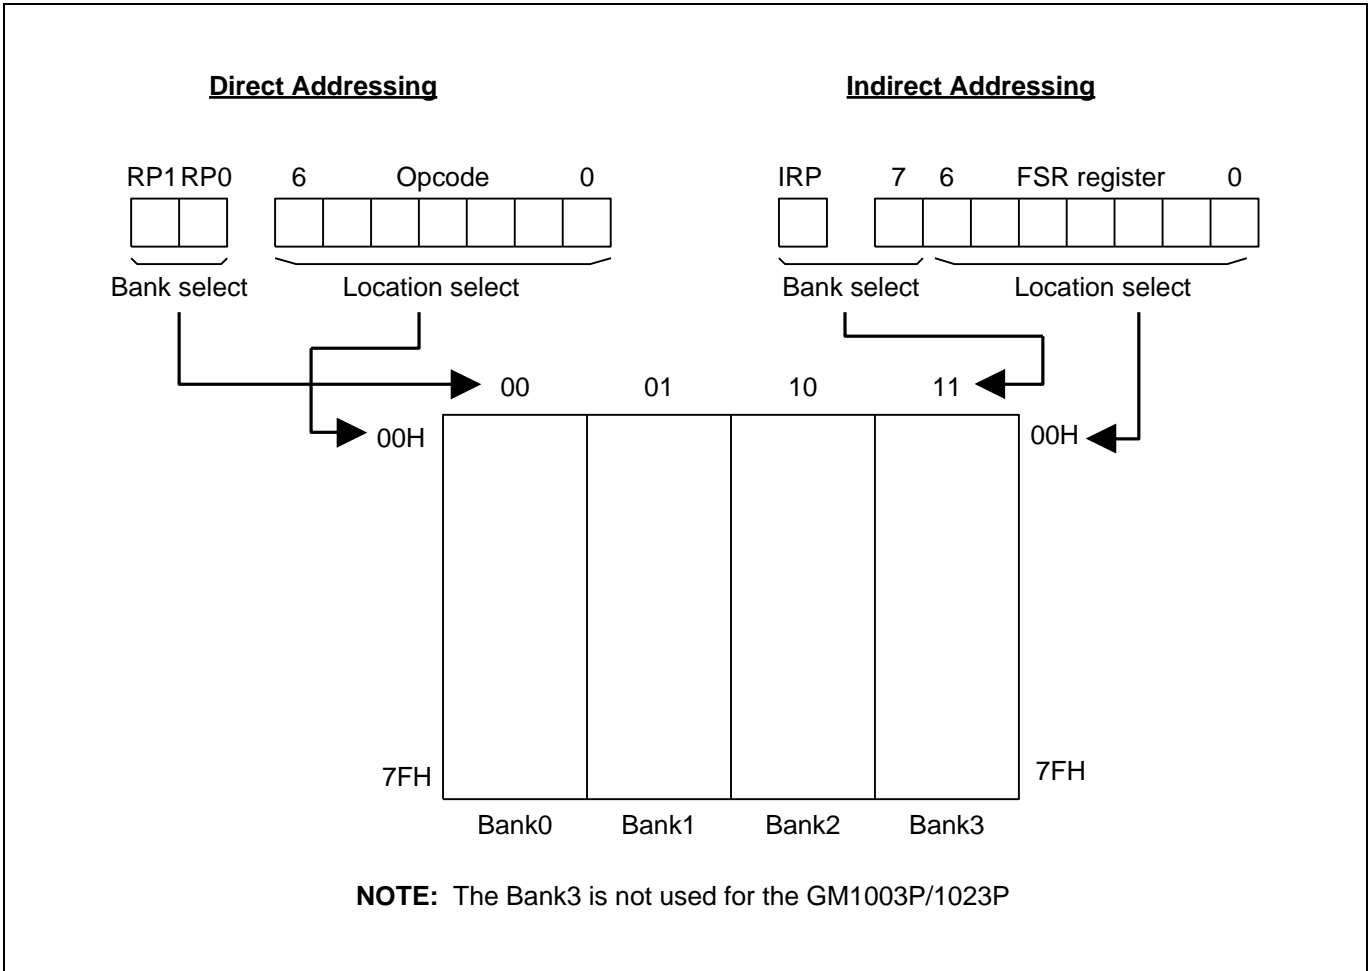 Direct Addressing
Indirect Addressing
RP1 RP0 6 Opcode 0
IRP 7 6 FSR register 0
Bank select Location select
Bank select Location select
00 01 10 11
00H
00H
7FH
7FH
Bank0 Bank1 Bank2 Bank3
NOTE: The Bank3 is not used for the GM1003P/1023P